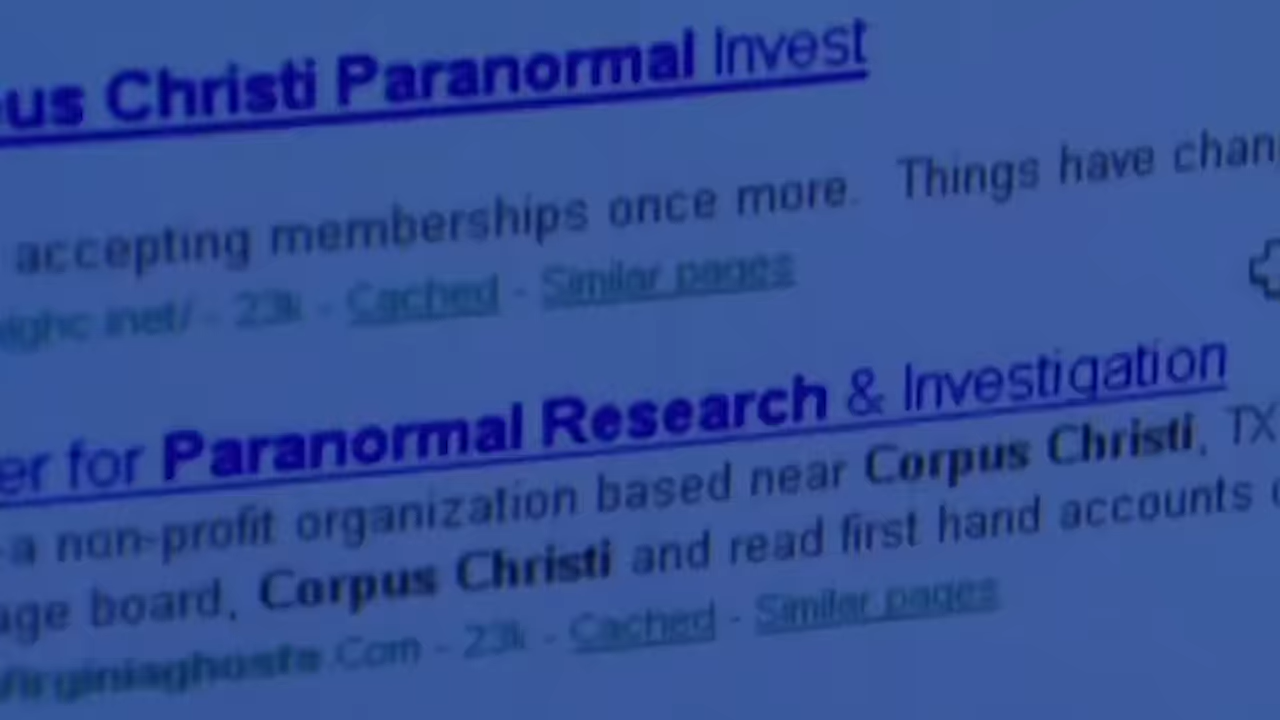 us Christi Paranormal Invest
accepting memberships once more. Things have chan
- 23k - Cached - Similar pages
er for Paranormal Research & Investigation
-a non-profit organization based near Corpus Christi, TX
age board, Corpus Christi and read first hand accounts
Virginiaghosts.Com - 23k - Cached - Similar pages